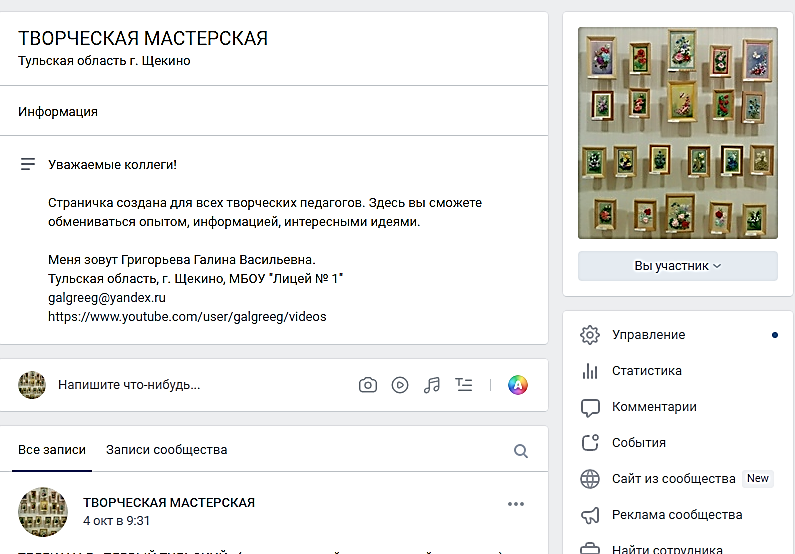 ТВОРЧЕСКАЯ МАСТЕРСКАЯ
Тульская область г. Щекино
Информация
Уважаемые коллеги!
Страничка создана для всех творческих педагогов. Здесь вы сможете
обмениваться опытом, информацией, интересными идеями.
Меня зовут Григорьева Галина Васильевна.
Тульская область, г. Щекино, МБОУ "Лицей № 1"
galgreeg@yandex.ru
https://www.youtube.com/user/galgreeg/videos
Напишите что-нибудь...
Все записи Записи сообщества
ТВОРЧЕСКАЯ МАСТЕРСКАЯ
4 окт в 9:31
Вы участник
Управление
Статистика
Комментарии
События
Сайт из сообщества New
Реклама сообщества
Найти сотрудника